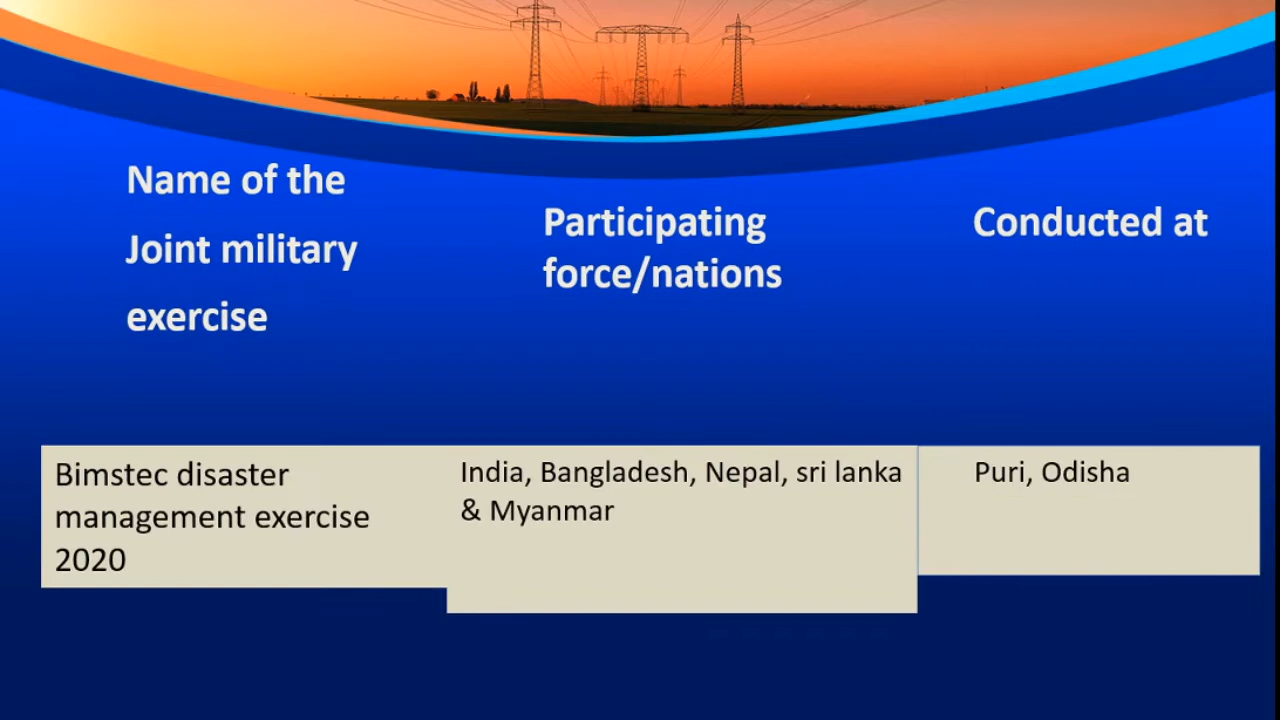 Name of the
Joint military
exercise
Participating
force/nations
Conducted at
Bimstec disaster
management exercise
2020
India, Bangladesh, Nepal, sri lanka
& Myanmar
Puri, Odisha